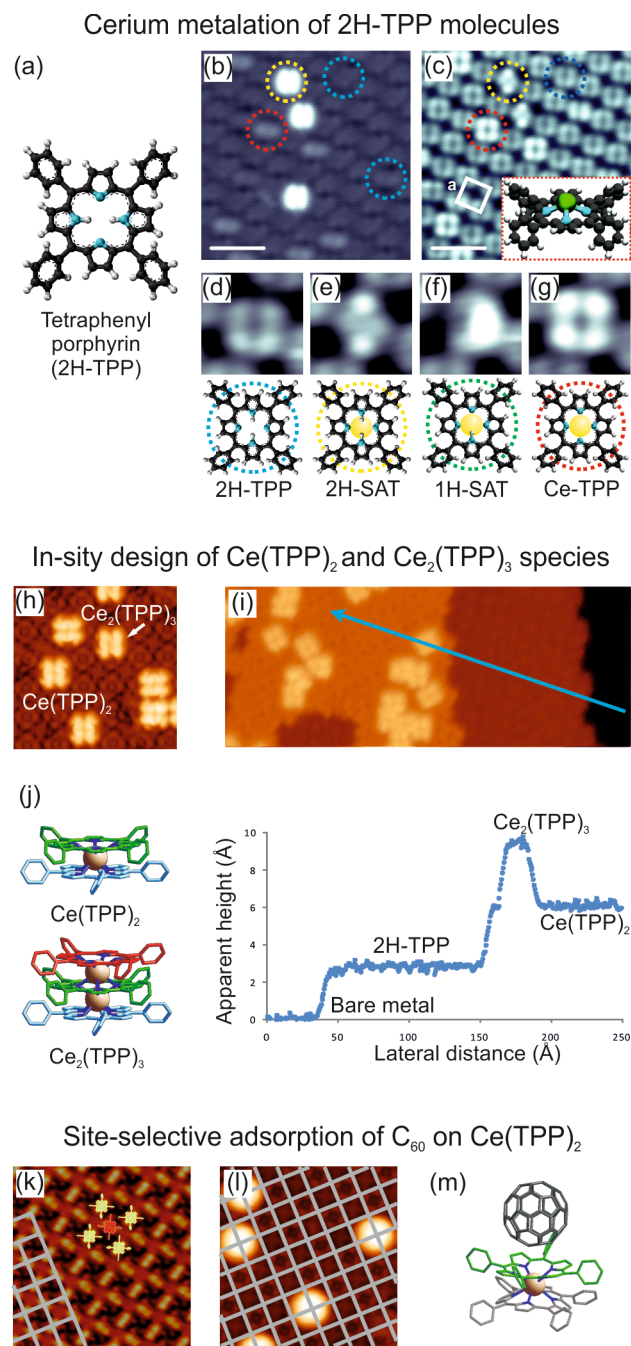 Cerium metalation of 2H-TPP molecules
(a)
(b)
(c)
a
Tetraphenyl
porphyrin
(2H-TPP)
(d)
(e)
(f)
(g)
2H-TPP
2H-SAT
1H-SAT
Ce-TPP
In-sity design of Ce(TPP)₂ and Ce₂(TPP)₃ species
(h)
Ce₂(TPP)₃
Ce(TPP)₂
(i)
(j)
Ce(TPP)₂
Ce₂(TPP)₃
Apparent height (Å)
10
8
6
4
2
0
Ce₂(TPP)₃
Ce(TPP)₂
2H-TPP
Bare metal
0 50 100 150 200 250
Lateral distance (Å)
Site-selective adsorption of C₆₀ on Ce(TPP)₂
(k)
(l)
(m)